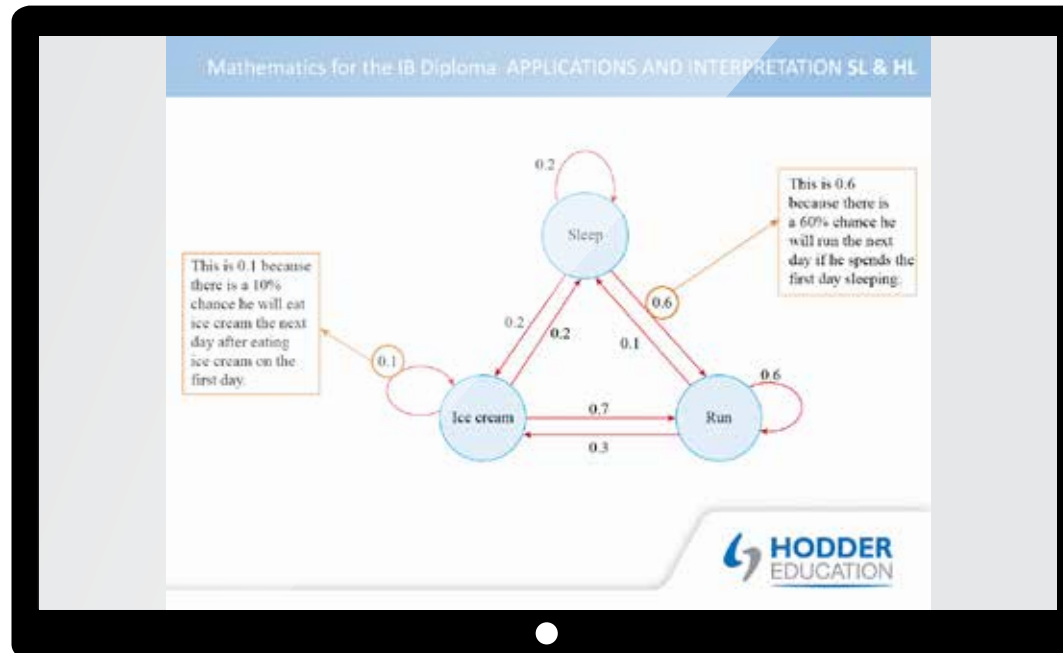 Mathematics for the IB Diploma APPLICATIONS AND INTERPRETATION SL & HL
0.2
Sleep
This is 0.6
because there is
a 60% chance he
will run the next
day if he spends the
first day sleeping.
This is 0.1 because
there is a 10%
chance he will eat
ice cream the next
day after eating
ice cream on the
first day.
0.6
0.2
0.2
0.1
0.1
0.6
Ice cream
0.7
Run
0.3
HODDER
EDUCATION